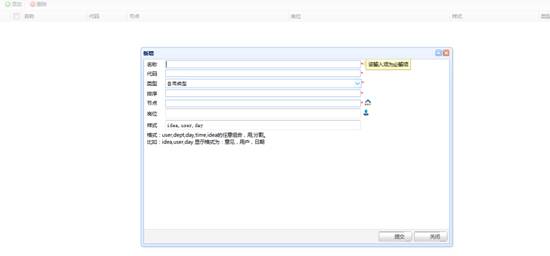 添加 删除
名称 代码 节点 岗位 样式 类型
新增
名称 * 该输入项为必输项
代码 *
类型 自用类型 *
排序 *
节点 *
岗位
样式 idea,user,day
格式：user,dept,day,time,idea的任意组合，用,分割。
比如：idea,user,day 显示格式为：意见，用户，日期
提交 关闭